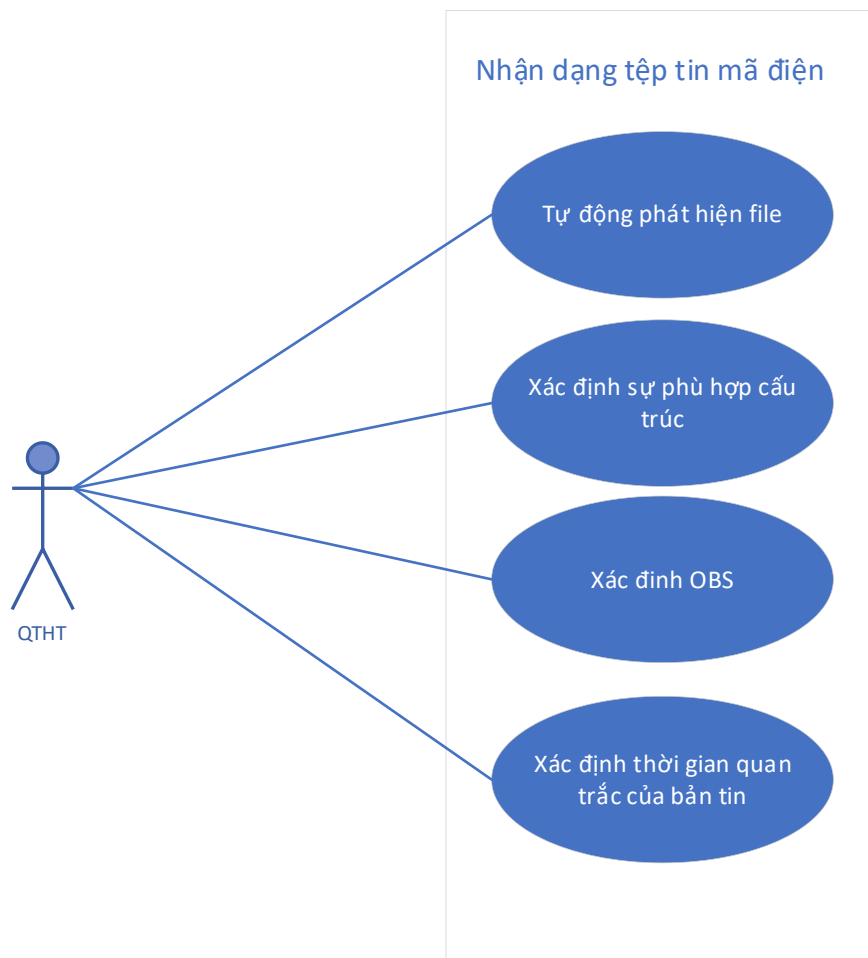 Nhận dạng tệp tin mã điện
Tự động phát hiện file
Xác định sự phù hợp cấu
trúc
Xác đinh OBS
QTHT
Xác định thời gian quan
trắc của bản tin